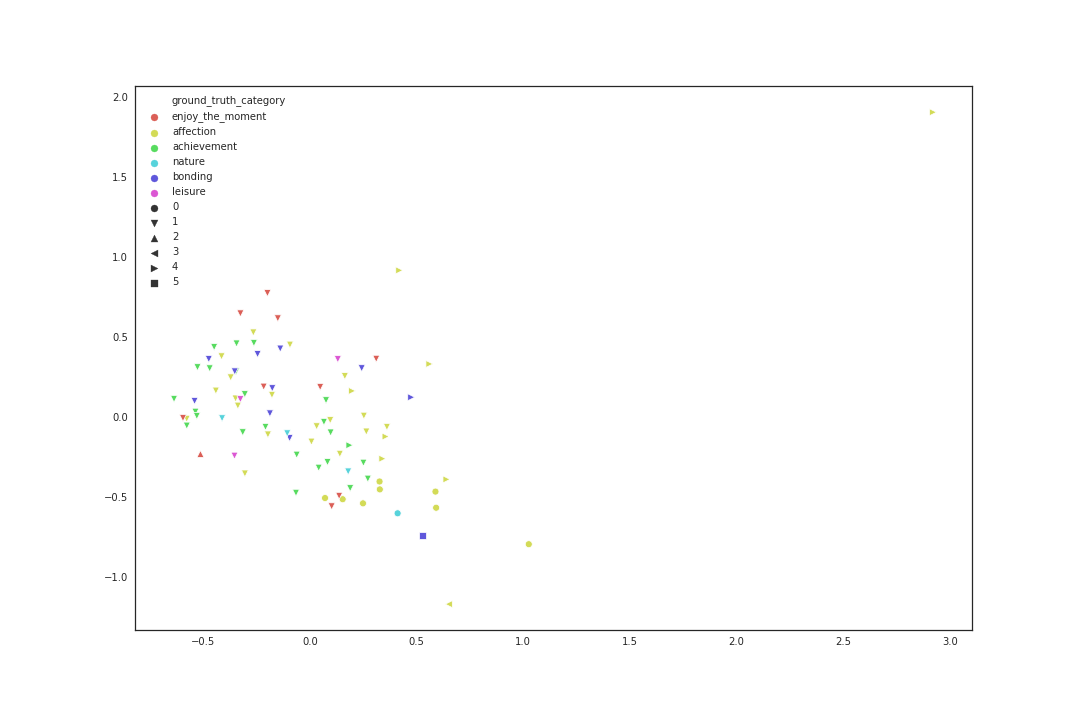 2.0
1.5
1.0
0.5
0.0
−0.5
−1.0
ground_truth_category
enjoy_the_moment
affection
achievement
nature
bonding
leisure
0
1
2
3
4
5
−0.5 0.0 0.5 1.0 1.5 2.0 2.5 3.0